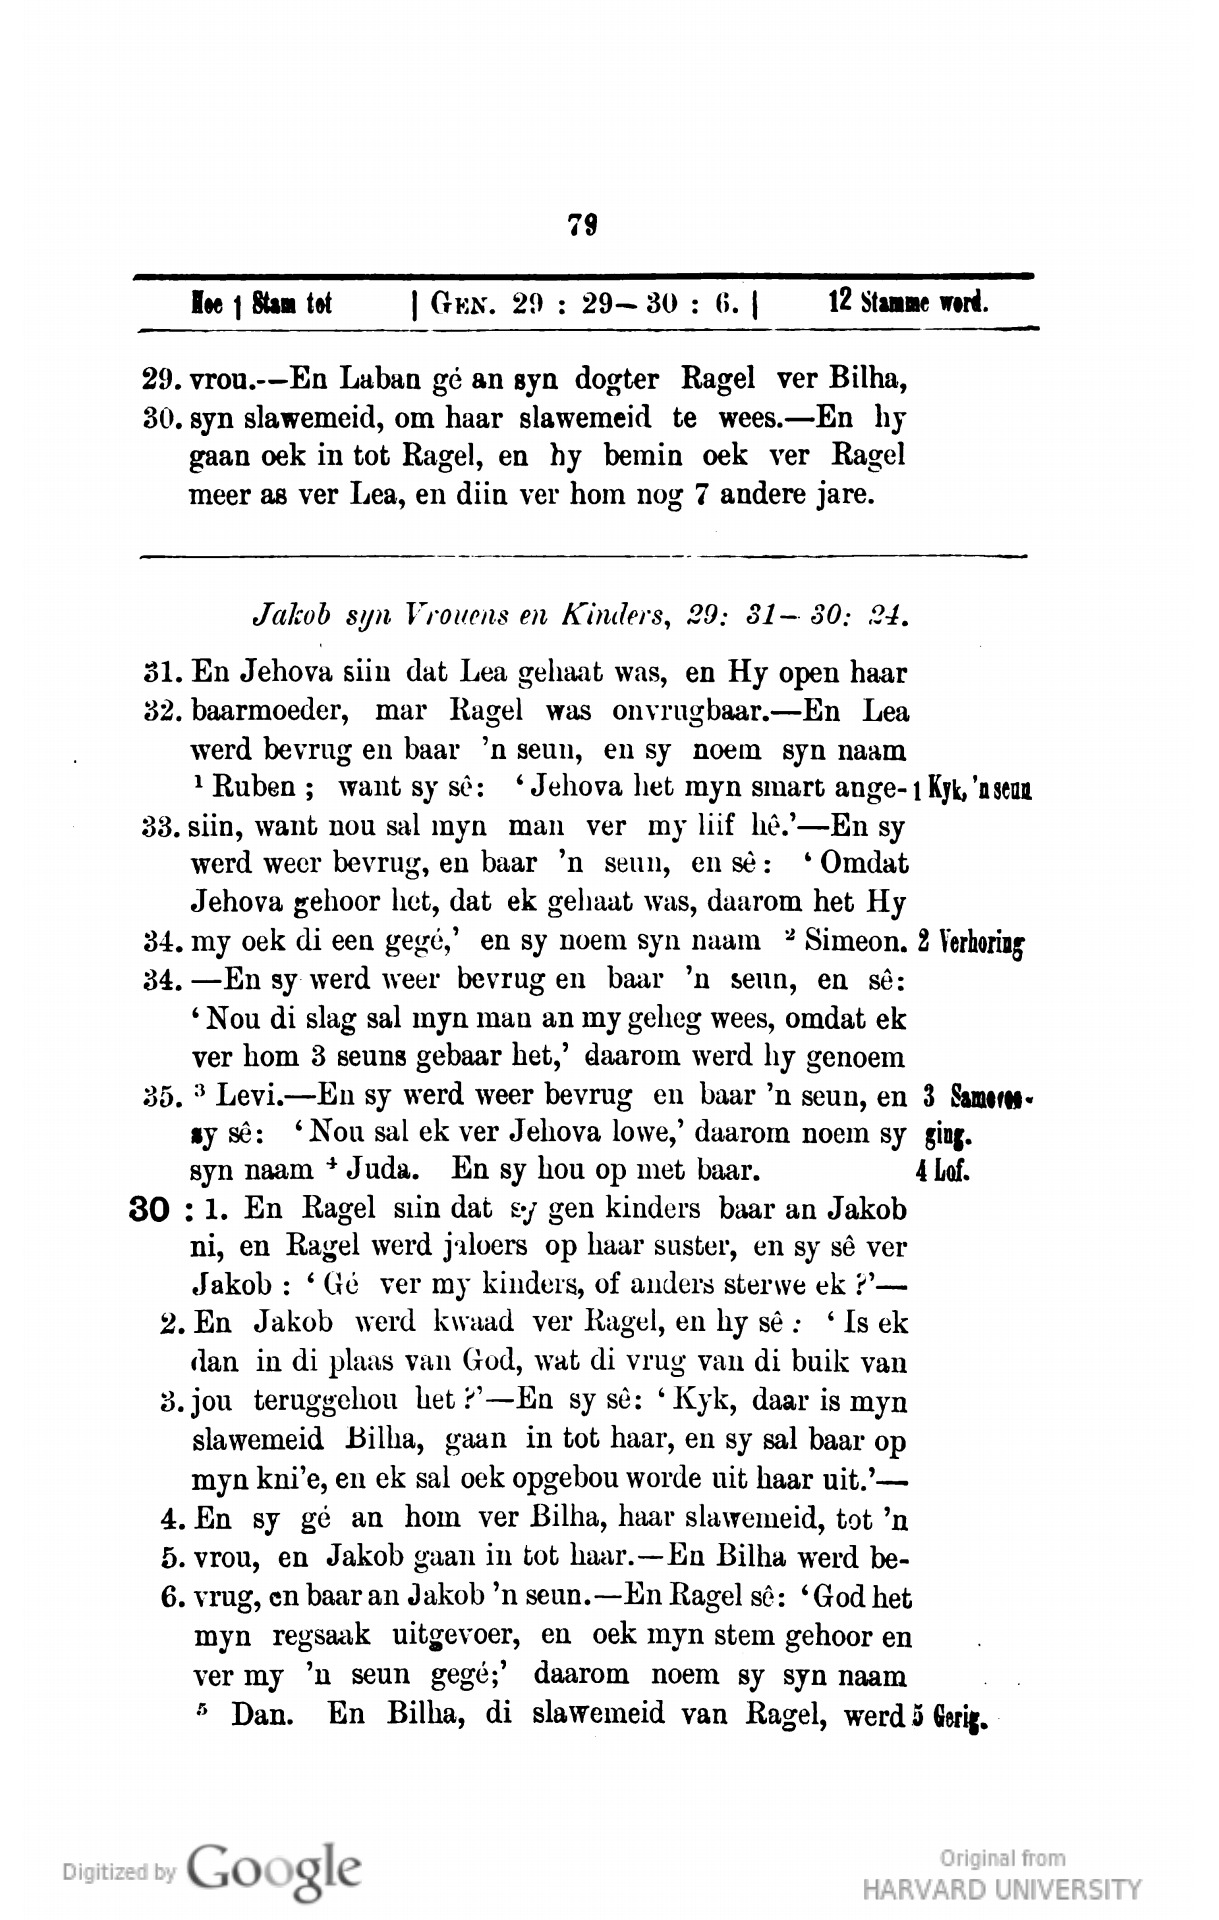 79
Hoe 1 Stam tot | GEN. 29 : 29—30 : 6. | 12 Stamme word.
29. vrou.--—En Laban gé an syn dogter Ragel ver Bilha,
30. syn slawemeid, om haar slawemeid te wees.—En hy
gaan oek in tot Ragel, en hy bemin oek ver Ragel
meer as ver Lea, en diin ver hom nog 7 andere jare.
Jakob syn Vrouens en Kinders, 29: 31— 30: 24.
31. En Jehova siin dat Lea gehaat was, en Hy open haar
32. baarmoeder, mar Ragel was onvrugbaar.—En Lea
werd bevrug en baar ’n seun, en sy noem syn naam
¹ Ruben ; want sy sê: ‘ Jehova het myn smart ange- 1 Kyk, ’n seun
33. siin, want nou sal myn man ver my liif hê.’—En sy
werd weer bevrug, en baar ’n seun, en sê : ‘ Omdat
Jehova gehoor het, dat ek gehaat was, daarom het Hy
34. my oek di een gegé,’ en sy noem syn naam ² Simeon. 2 Verhoring
34. —En sy werd weer bevrug en baar ’n seun, en sê:
‘ Nou di slag sal myn man an my geheg wees, omdat ek
ver hom 3 seuns gebaar het,’ daarom werd hy genoem
35. ³ Levi.—En sy werd weer bevrug en baar ’n seun, en 3 Samevoe-
sy sê: ‘ Nou sal ek ver Jehova lowe,’ daarom noem sy ging.
syn naam ⁴ Juda. En sy hou op met baar. 4 Lof.
30 : 1. En Ragel siin dat sy gen kinders baar an Jakob
ni, en Ragel werd jaloers op haar suster, en sy sê ver
Jakob : ‘ Gé ver my kinders, of anders sterwe ek ?’—
2. En Jakob werd kwaad ver Ragel, en hy sê : ‘ Is ek
dan in di plaas van God, wat di vrug van di buik van
3. jou teruggehou het ?’—En sy sê: ‘ Kyk, daar is myn
slawemeid Bilha, gaan in tot haar, en sy sal baar op
myn kni’e, en ek sal oek opgebou worde uit haar uit.’—
4. En sy gé an hom ver Bilha, haar slawemeid, tot ’n
5. vrou, en Jakob gaan in tot haar.—En Bilha werd be-
6. vrug, en baar an Jakob ’n seun.—En Ragel sê: ‘ God het
myn regsaak uitgevoer, en oek myn stem gehoor en
ver my ’n seun gegé;’ daarom noem sy syn naam
⁵ Dan. En Bilha, di slawemeid van Ragel, werd 5 Gerig.
Digitized by Google
Original from
HARVARD UNIVERSITY